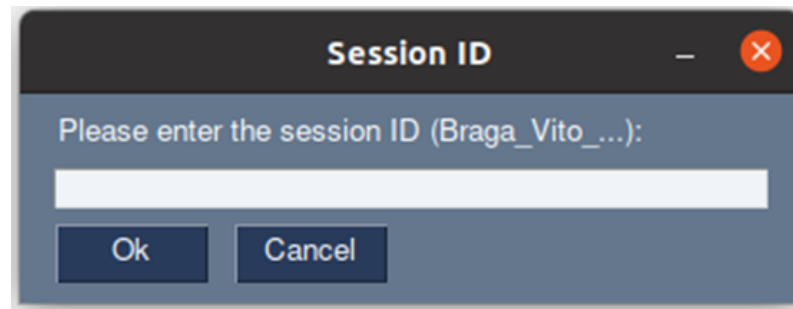 Session ID
Please enter the session ID (Braga_Vito_...):
Ok Cancel